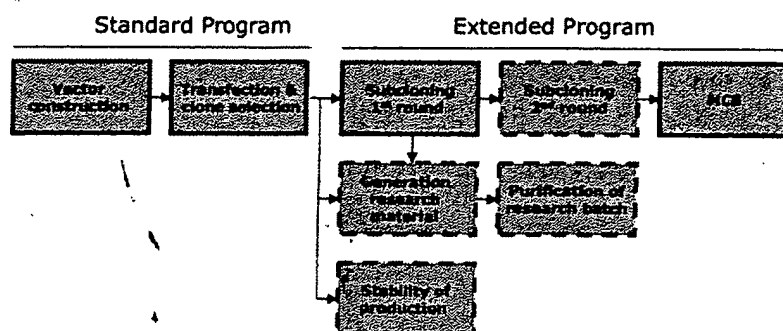 Standard Program
Extended Program
Vector
construction
Transfection &
clone selection
Subcloning
1st round
Subcloning
2nd round
MCB
Generation
research
material
Purification of
research batch
Stability of
production